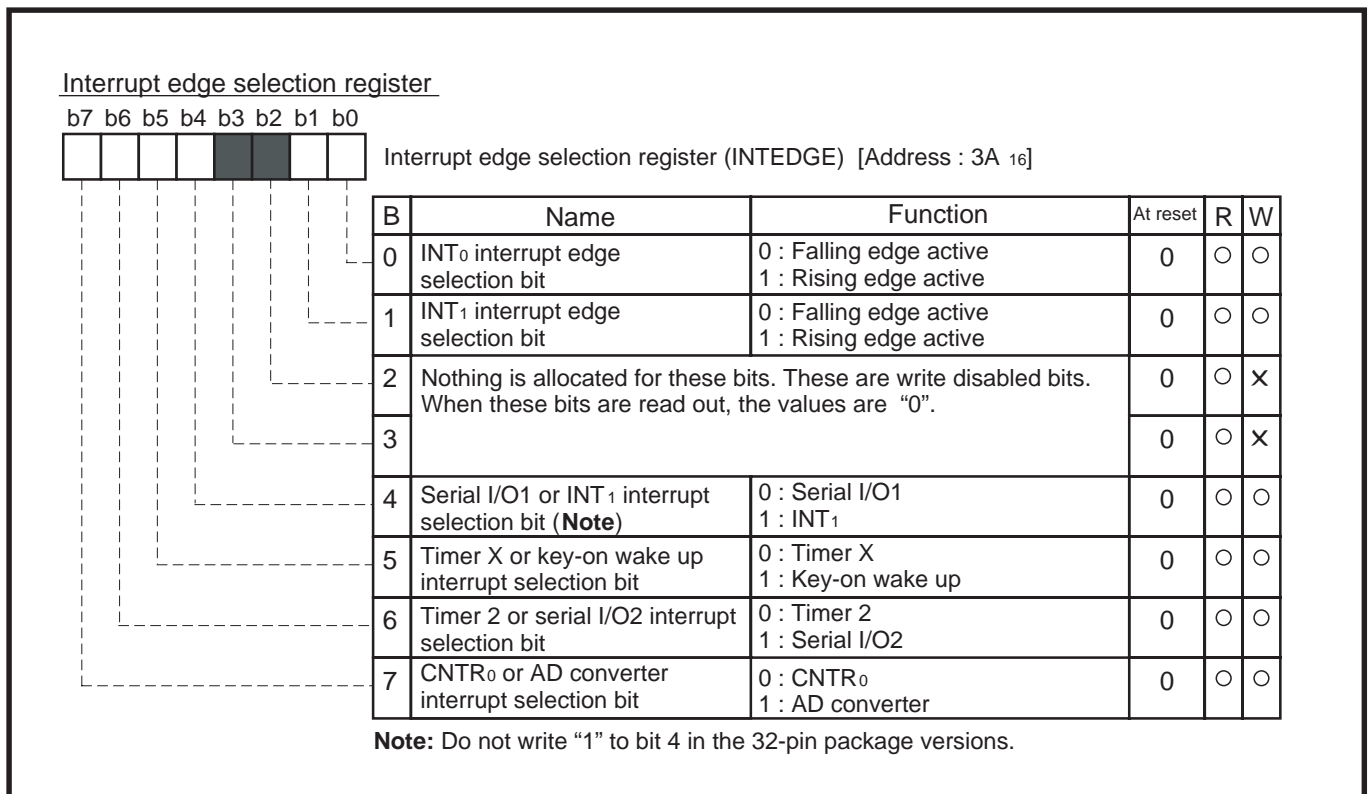 Interrupt edge selection register
b7 b6 b5 b4 b3 b2 b1 b0
Interrupt edge selection register (INTEDGE) [Address : 3A 16]
B Name Function At reset R W
0 INT0 interrupt edge selection bit 0 : Falling edge active 1 : Rising edge active 0 ○ ○
1 INT1 interrupt edge selection bit 0 : Falling edge active 1 : Rising edge active 0 ○ ○
2 Nothing is allocated for these bits. These are write disabled bits. 0 ○ ×
When these bits are read out, the values are “0”.
3 0 ○ ×
4 Serial I/O1 or INT1 interrupt selection bit (Note) 0 : Serial I/O1 1 : INT1 0 ○ ○
5 Timer X or key-on wake up interrupt selection bit 0 : Timer X 1 : Key-on wake up 0 ○ ○
6 Timer 2 or serial I/O2 interrupt selection bit 0 : Timer 2 1 : Serial I/O2 0 ○ ○
7 CNTR0 or AD converter interrupt selection bit 0 : CNTR0 1 : AD converter 0 ○ ○
Note: Do not write “1” to bit 4 in the 32-pin package versions.